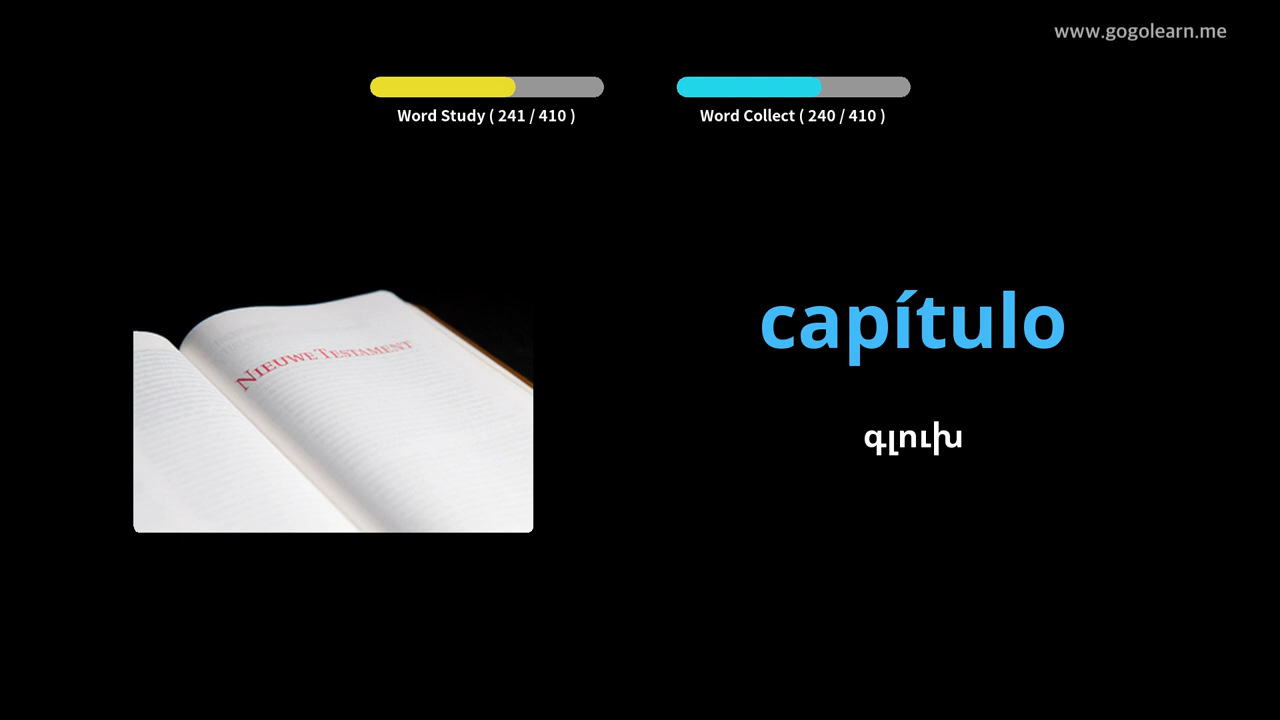 www.gogolearn.me
Word Study ( 241 / 410 )
Word Collect ( 240 / 410 )
NIEUWE TESTAMENT
capítulo
գլուխ